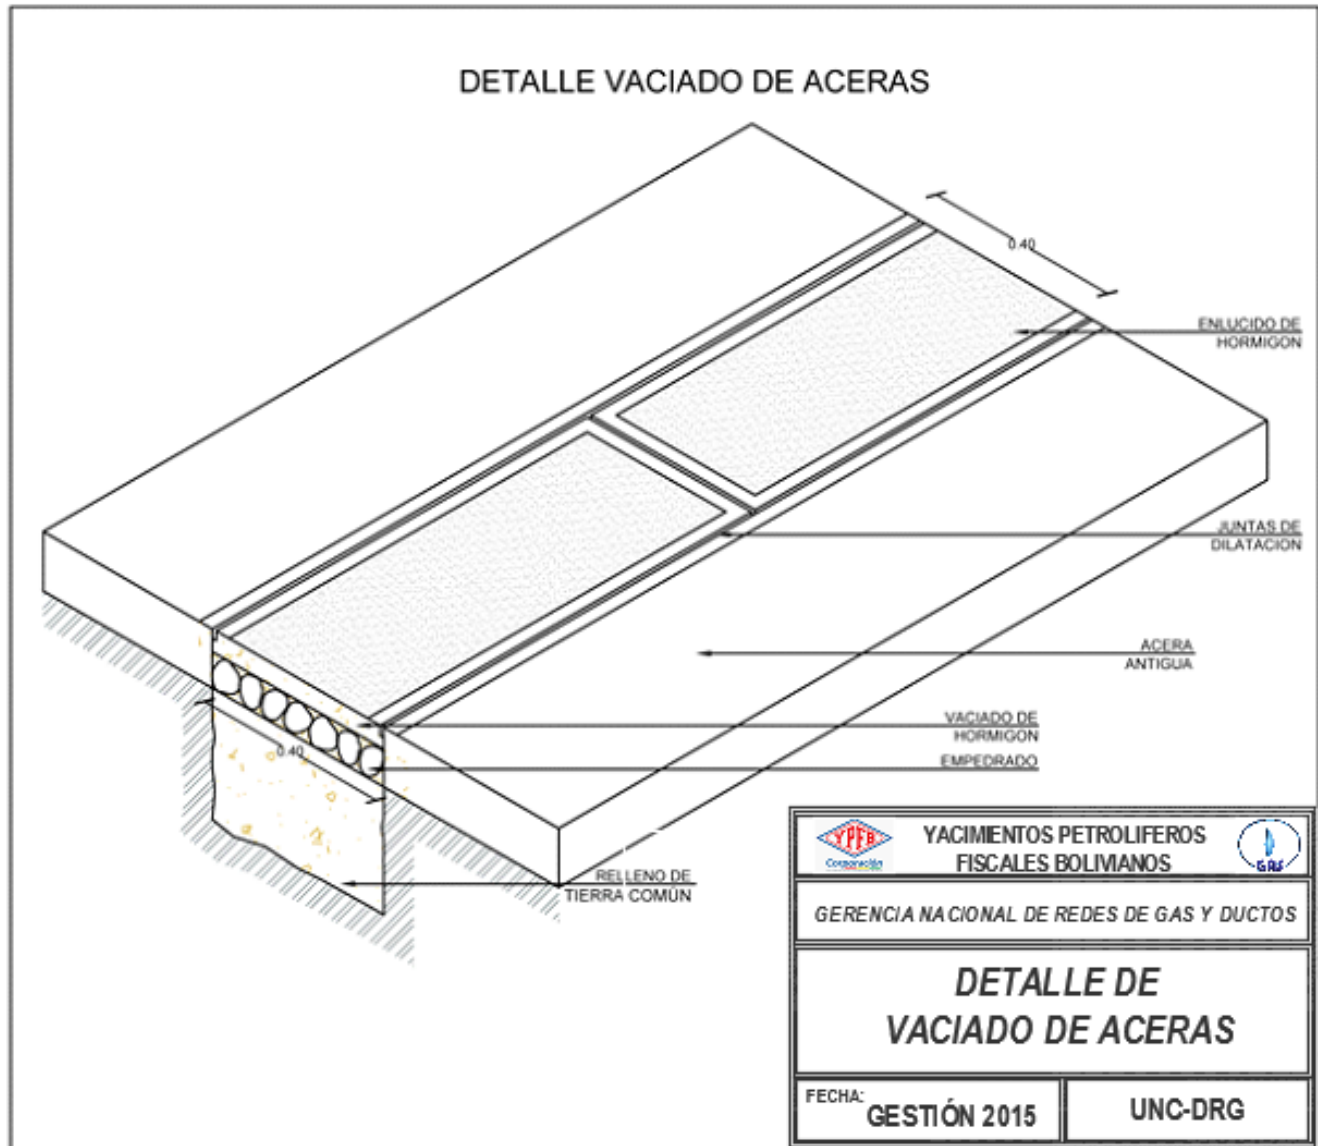 DETALLE VACIADO DE ACERAS
0.40
ENLUCIDO DE
HORMIGON
JUNTAS DE
DILATACION
ACERA
ANTIGUA
VACIADO DE
HORMIGON
EMPEDRADO
0.40
RELLENO DE
TIERRA COMÚN
YPFB
Corporación
YACIMIENTOS PETROLIFEROS
FISCALES BOLIVIANOS
GAS
GERENCIA NACIONAL DE REDES DE GAS Y DUCTOS
DETALLE DE
VACIADO DE ACERAS
FECHA:
GESTIÓN 2015
UNC-DRG